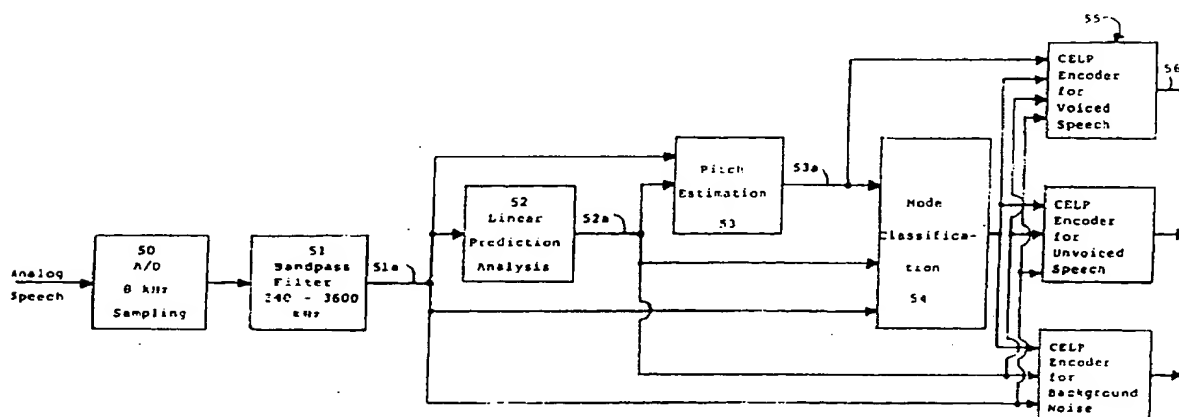 Analog
Speech
50
A/D
8 kHz
Sampling
51
Bandpass
Filter
240 - 3600
kHz
51a
52
Linear
Prediction
Analysis
52a
Pitch
Estimation
53
53a
Mode
Classifica-
tion
54
55
CELP
Encoder
for
Voiced
Speech
56
CELP
Encoder
for
Unvoiced
Speech
CELP
Encoder
for
Background
Noise